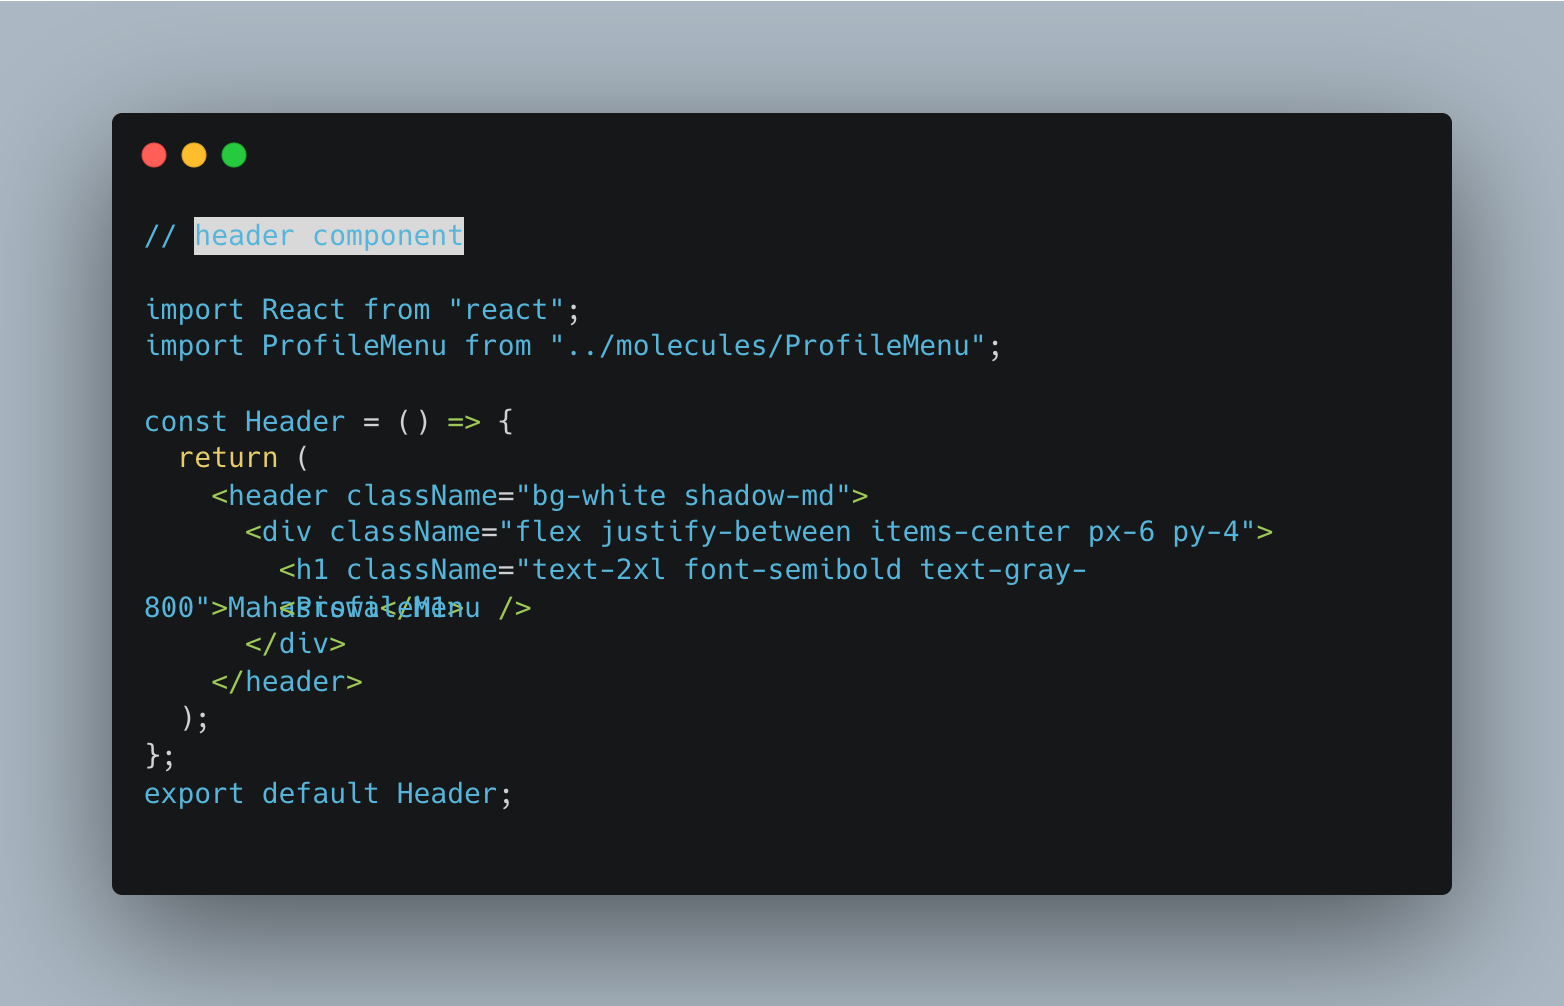 // header component
import React from "react";
import ProfileMenu from "../molecules/ProfileMenu";
const Header = () => {
return (
<header className="bg-white shadow-md">
<div className="flex justify-between items-center px-6 py-4">
<h1 className="text-2xl font-semibold text-gray-
800">Mahasiswa</h1>
<ProfileMenu />
</div>
</header>
);
};
export default Header;